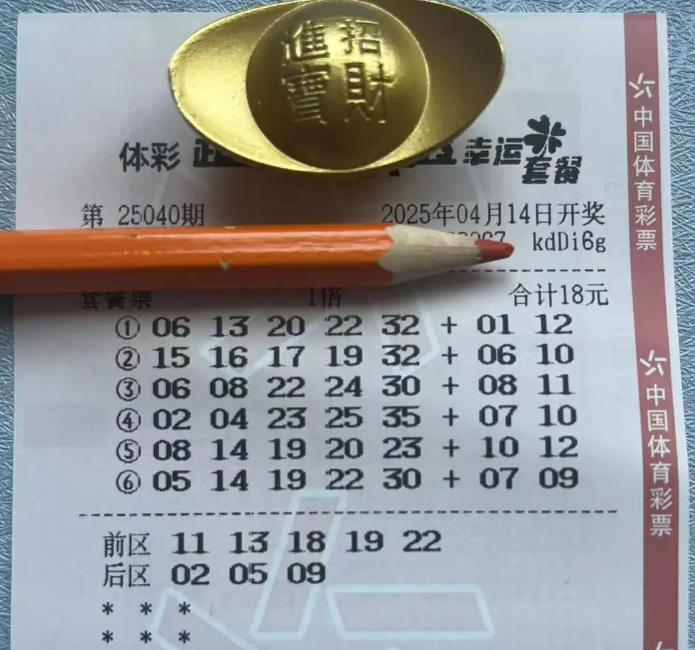 招財
進寶
体彩
幸运
套餐
第 25040期 2025年04月14日开奖
kdDi6g
套餐票 1倍 合计18元
① 06 13 20 22 32 + 01 12
② 15 16 17 19 32 + 06 10
③ 06 08 22 24 30 + 08 11
④ 02 04 23 25 35 + 07 10
⑤ 08 14 19 20 23 + 10 12
⑥ 05 14 19 22 30 + 07 09
前区 11 13 18 19 22
后区 02 05 09
* * *
* * *
中国体育彩票
中国体育彩票